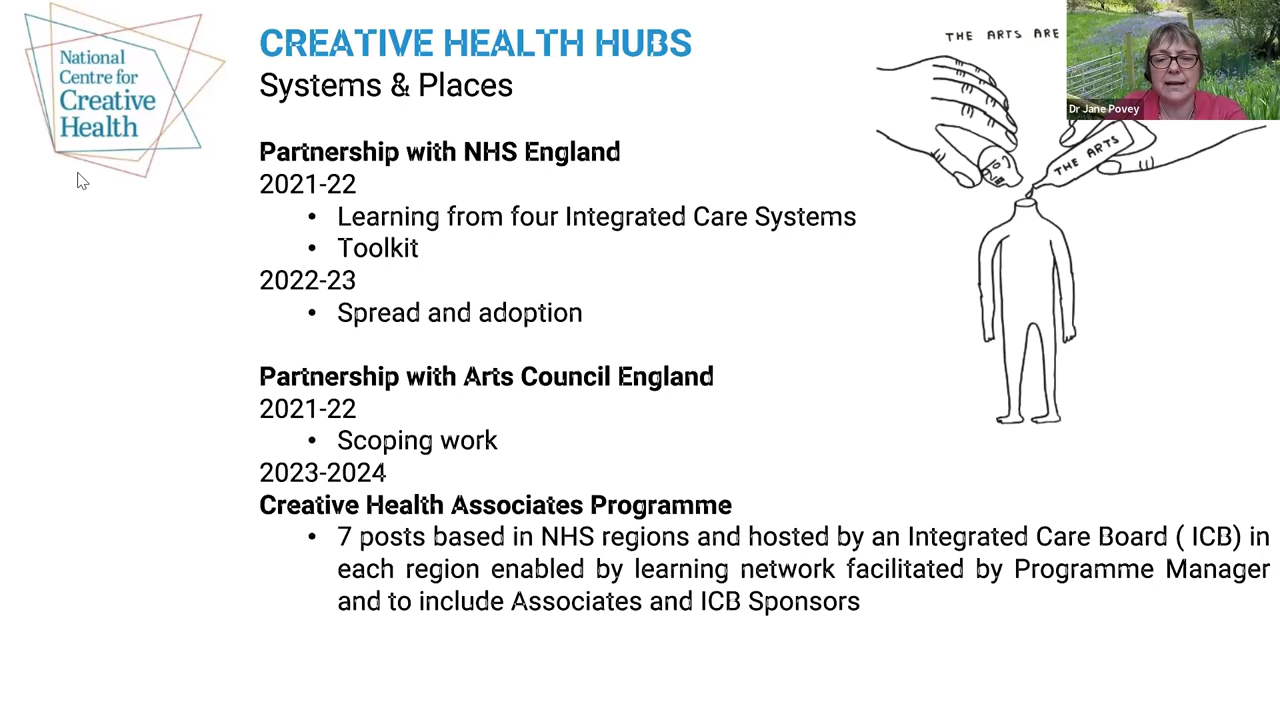 National
Centre for
Creative
Health
CREATIVE HEALTH HUBS
Systems & Places
Partnership with NHS England
2021-22
• Learning from four Integrated Care Systems
• Toolkit
2022-23
• Spread and adoption
Partnership with Arts Council England
2021-22
• Scoping work
2023-2024
Creative Health Associates Programme
• 7 posts based in NHS regions and hosted by an Integrated Care Board ( ICB) in
each region enabled by learning network facilitated by Programme Manager
and to include Associates and ICB Sponsors
THE ARTS ARE
THE ARTS
Dr Jane Povey